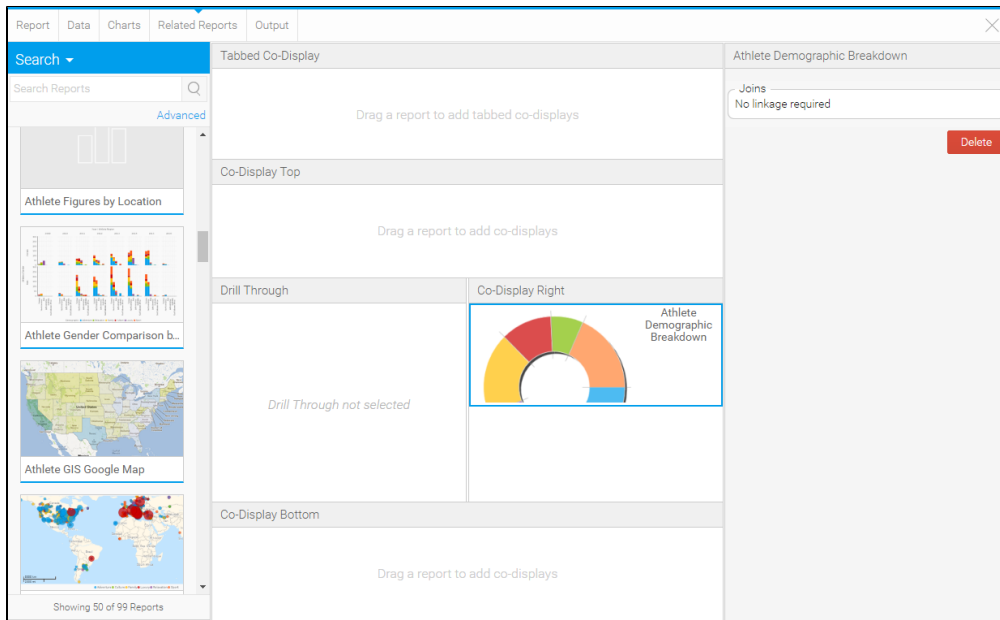 Report Data Charts Related Reports Output
Search
Search Reports
Advanced
Athlete Figures by Location
Athlete Gender Comparison b...
Athlete GIS Google Map
Showing 50 of 99 Reports
Tabbed Co-Display
Drag a report to add tabbed co-displays
Co-Display Top
Drag a report to add co-displays
Drill Through
Drill Through not selected
Co-Display Right
Athlete
Demographic
Breakdown
Co-Display Bottom
Drag a report to add co-displays
Athlete Demographic Breakdown
Joins
No linkage required
Delete